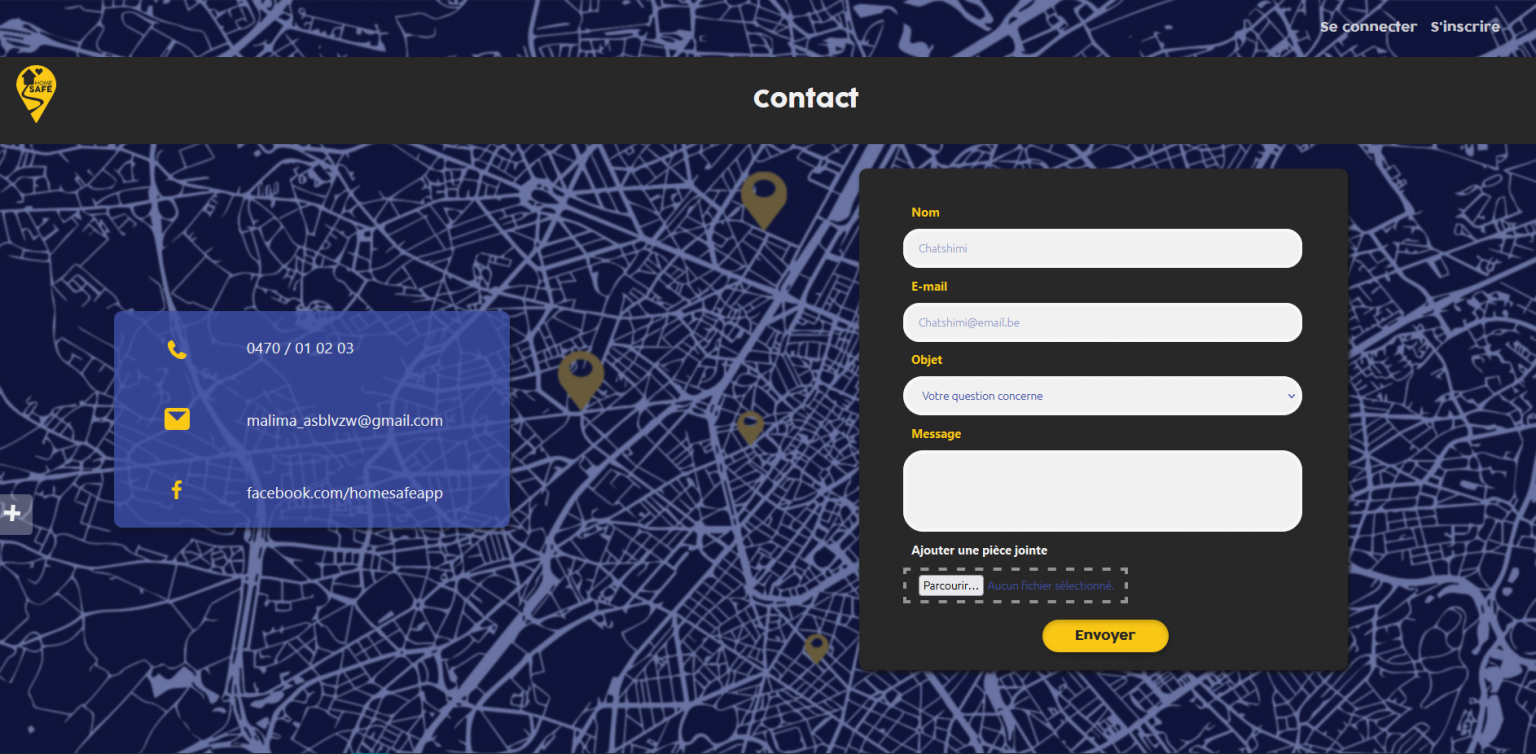 Se connecter S'inscrire
HOME
SAFE
Contact
0470 / 01 02 03
malima_asblvzw@gmail.com
facebook.com/homesafeapp
Nom
Chatshimi
E-mail
Chatshimi@email.be
Objet
Votre question concerne
Message
Ajouter une pièce jointe
Parcourir... Aucun fichier sélectionné.
Envoyer